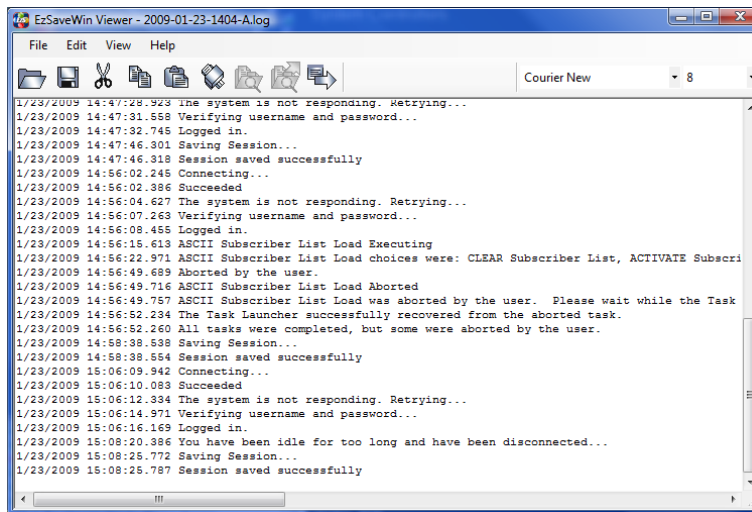 EzSaveWin Viewer - 2009-01-23-1404-A.log
File Edit View Help
Courier New 8
1/23/2009 14:47:28.923 The system is not responding. Retrying...
1/23/2009 14:47:31.558 Verifying username and password...
1/23/2009 14:47:32.745 Logged in.
1/23/2009 14:47:46.301 Saving Session...
1/23/2009 14:47:46.318 Session saved successfully
1/23/2009 14:56:02.245 Connecting...
1/23/2009 14:56:02.386 Succeeded
1/23/2009 14:56:04.627 The system is not responding. Retrying...
1/23/2009 14:56:07.263 Verifying username and password...
1/23/2009 14:56:08.455 Logged in.
1/23/2009 14:56:15.613 ASCII Subscriber List Load Executing
1/23/2009 14:56:22.971 ASCII Subscriber List Load choices were: CLEAR Subscriber List, ACTIVATE Subscri
1/23/2009 14:56:49.689 Aborted by the user.
1/23/2009 14:56:49.716 ASCII Subscriber List Load Aborted
1/23/2009 14:56:49.757 ASCII Subscriber List Load was aborted by the user.  Please wait while the Task
1/23/2009 14:56:52.234 The Task Launcher successfully recovered from the aborted task.
1/23/2009 14:56:52.260 All tasks were completed, but some were aborted by the user.
1/23/2009 14:58:38.538 Saving Session...
1/23/2009 14:58:38.554 Session saved successfully
1/23/2009 15:06:09.942 Connecting...
1/23/2009 15:06:10.083 Succeeded
1/23/2009 15:06:12.334 The system is not responding. Retrying...
1/23/2009 15:06:14.971 Verifying username and password...
1/23/2009 15:06:16.169 Logged in.
1/23/2009 15:08:20.386 You have been idle for too long and have been disconnected...
1/23/2009 15:08:25.772 Saving Session...
1/23/2009 15:08:25.787 Session saved successfully